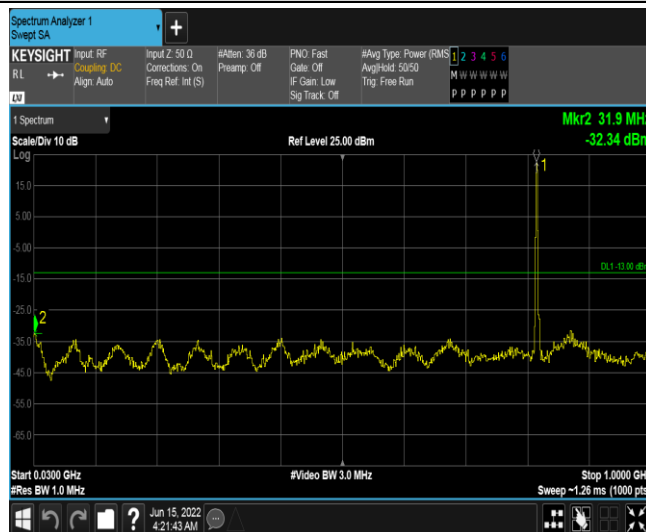 Spectrum Analyzer 1
Swept SA
KEYSIGHT
RL
LXI
Input: RF
Coupling: DC
Align: Auto
Input Z: 50 Ω
Corrections: On
Freq Ref: Int (S)
#Atten: 36 dB
Preamp: Off
PNO: Fast
Gate: Off
IF Gain: Low
Sig Track: Off
#Avg Type: Power (RMS
Avg|Hold: 50/50
Trig: Free Run
1 2 3 4 5 6
M W W W W W
P P P P P P
1 Spectrum
Scale/Div 10 dB
Log
Ref Level 25.00 dBm
Mkr2 31.9 MHz
-32.34 dBm
1
15.0
5.00
-5.00
DL1 -13.00 dBm
-15.0
-25.0
2
-35.0
-45.0
-55.0
-65.0
Start 0.0300 GHz
#Res BW 1.0 MHz
#Video BW 3.0 MHz
Stop 1.0000 GH
Sweep ~1.26 ms (1000 pts
?
Jun 15, 2022
4:21:43 AM